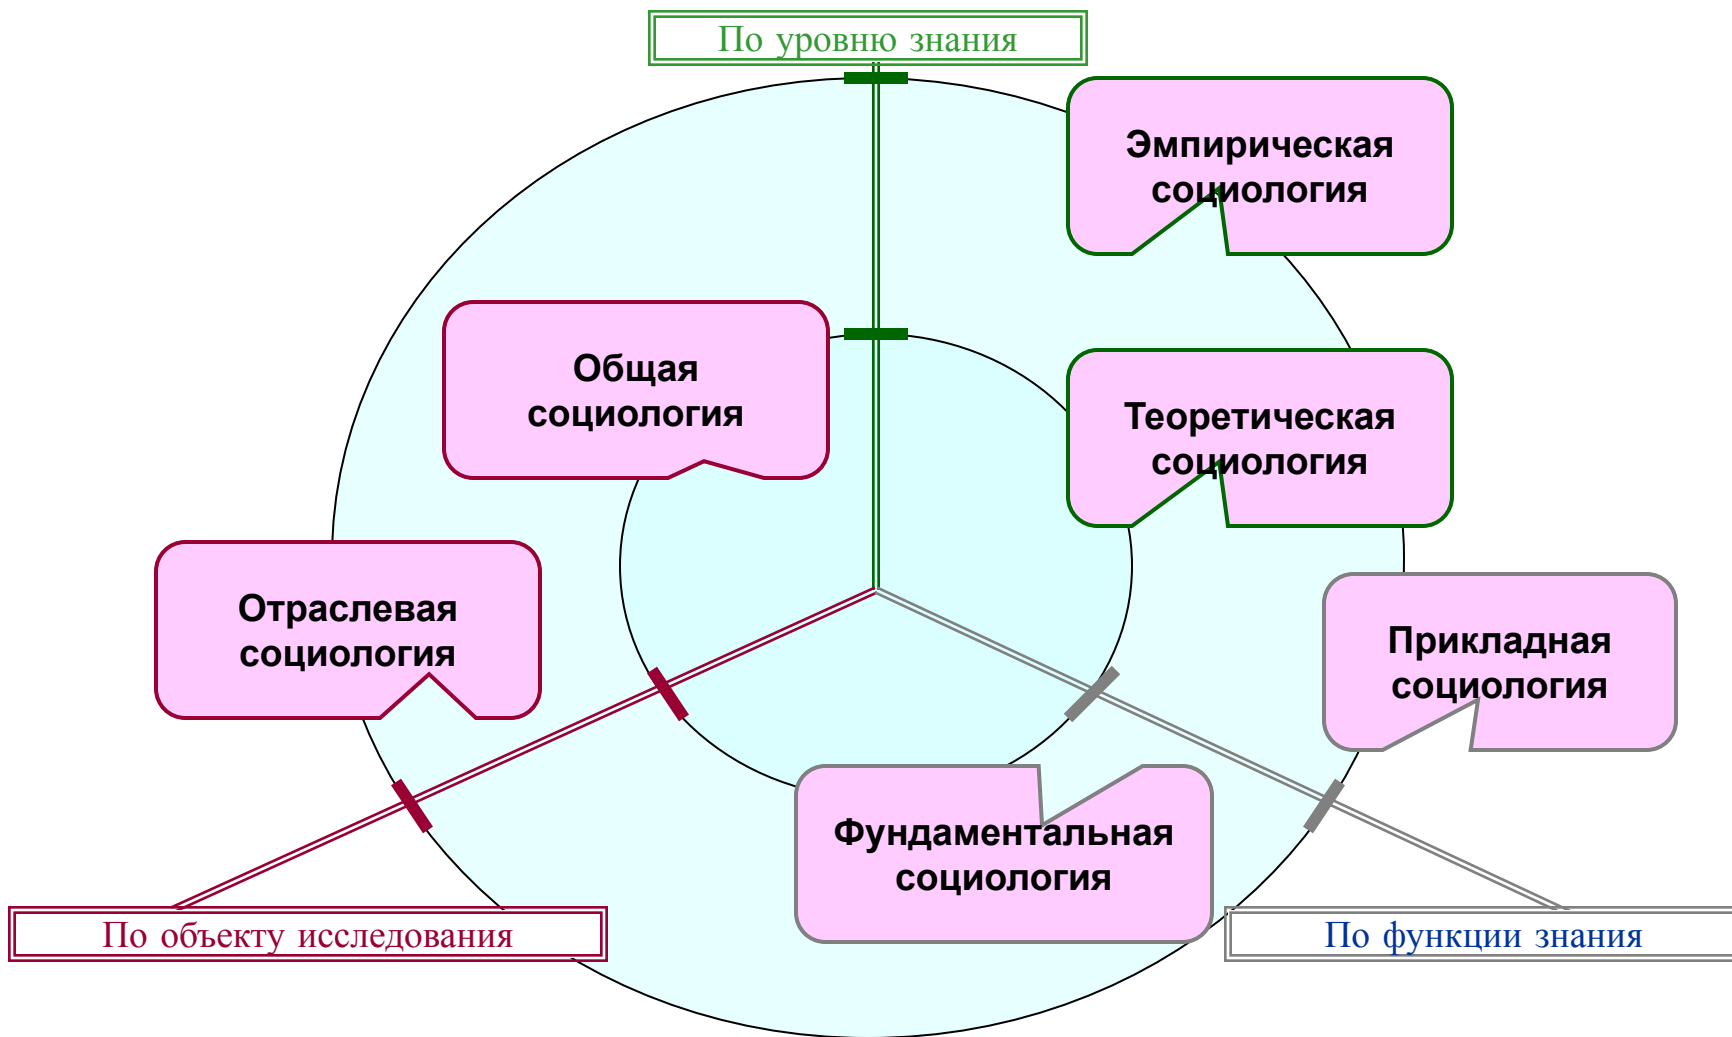 По уровню знания
Эмпирическая
социология
Общая
социология
Теоретическая
социология
Отраслевая
социология
Прикладная
социология
Фундаментальная
социология
По объекту исследования
По функции знания